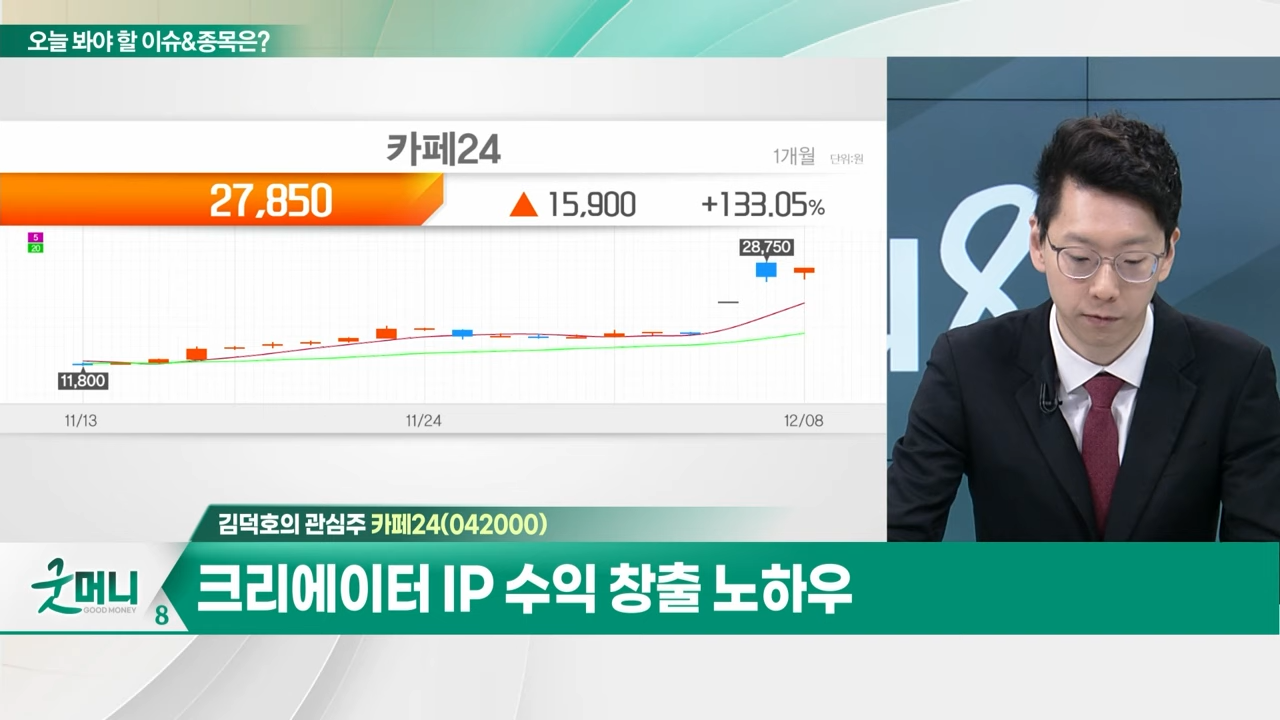 오늘 봐야 할 이슈&종목은?
카페24
1개월 단위:원
27,850 ▲ 15,900 +133.05%
5
20
28,750
11,800
11/13 11/24 12/08
김덕호의 관심주 카페24(042000)
크리에이터 IP 수익 창출 노하우
굿머니
GOOD MONEY
8